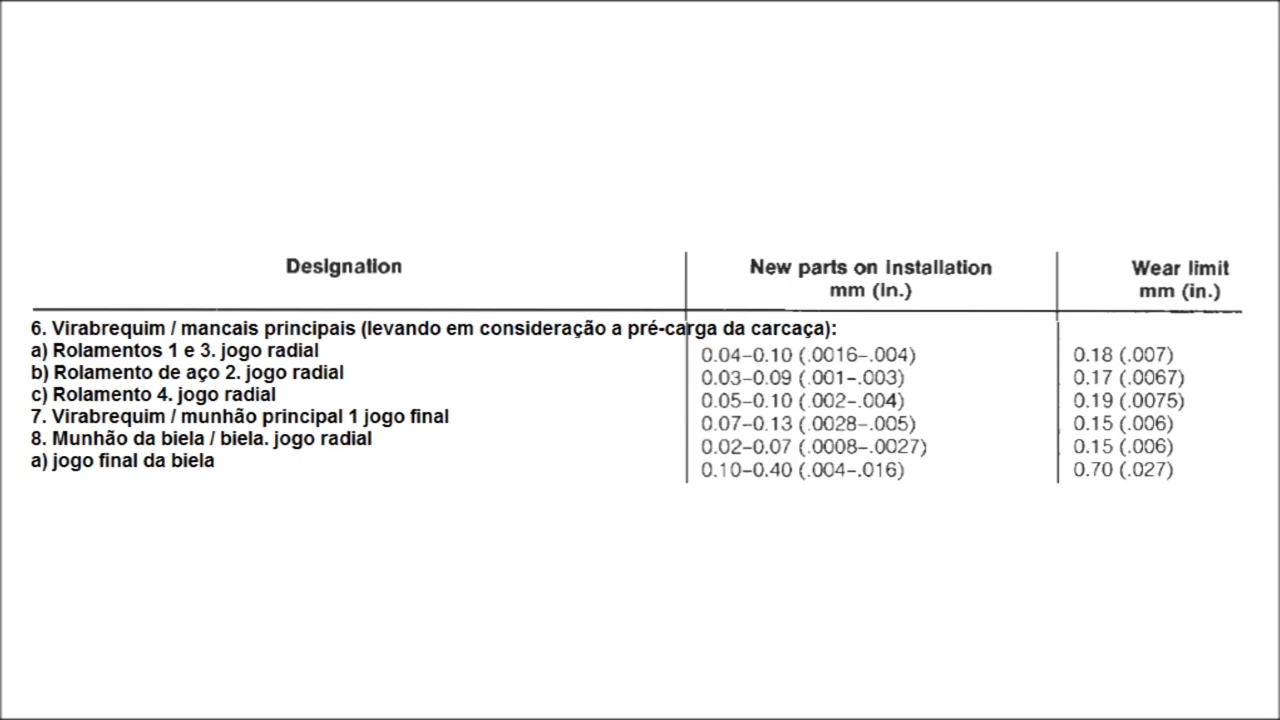 Designation New parts on installation Wear limit
mm (in.) mm (in.)
6. Virabrequim / mancais principais (levando em consideração a pré-carga da carcaça):
a) Rolamentos 1 e 3. jogo radial 0.04–0.10 (.0016–.004) 0.18 (.007)
b) Rolamento de aço 2. jogo radial 0.03–0.09 (.001–.003) 0.17 (.0067)
c) Rolamento 4. jogo radial 0.05–0.10 (.002–.004) 0.19 (.0075)
7. Virabrequim / munhão principal 1 jogo final 0.07–0.13 (.0028–.005) 0.15 (.006)
8. Munhão da biela / biela. jogo radial 0.02–0.07 (.0008–.0027) 0.15 (.006)
a) jogo final da biela 0.10–0.40 (.004–.016) 0.70 (.027)